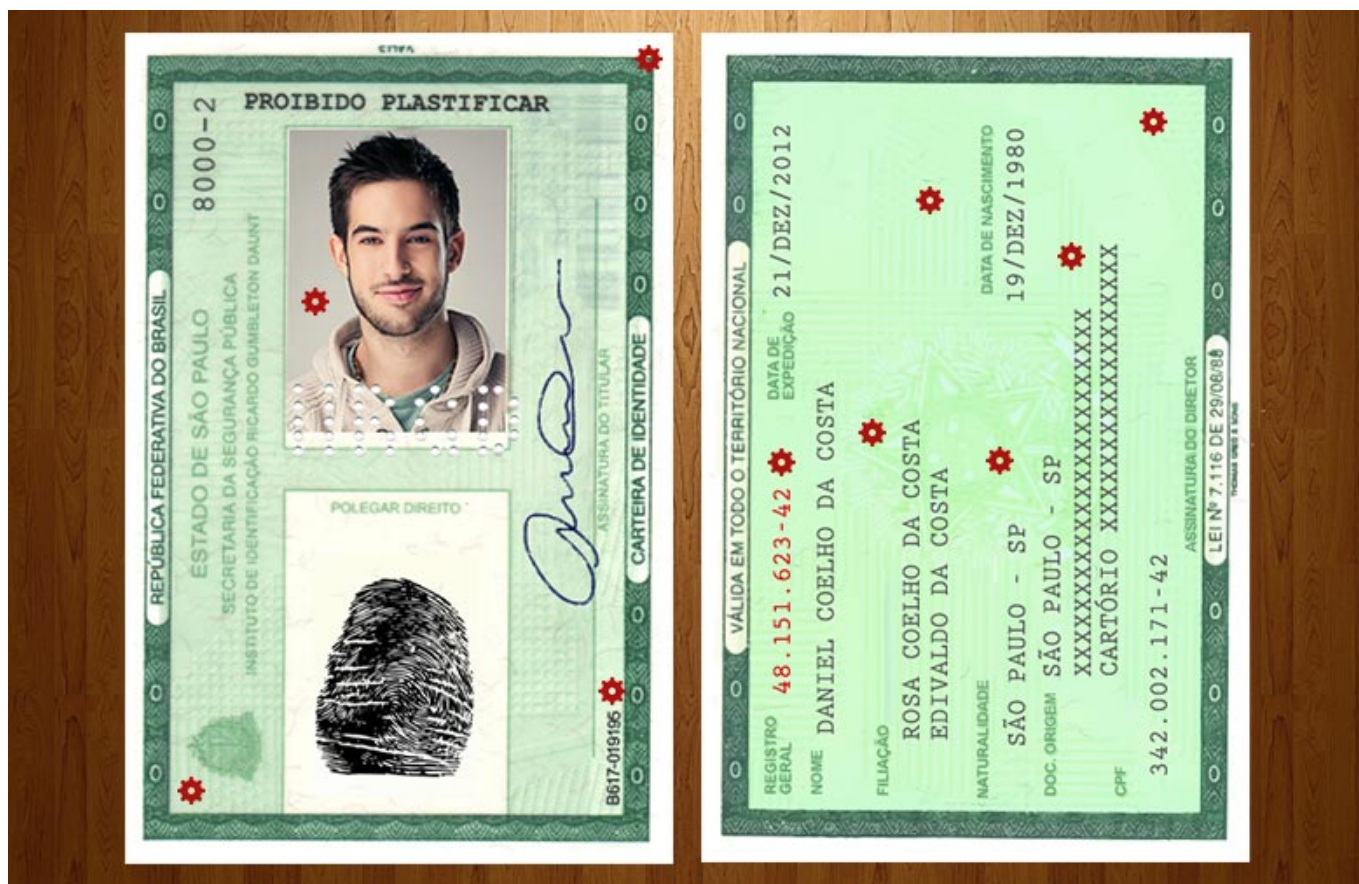 PROIBIDO PLASTIFICAR
8000-2
REPÚBLICA FEDERATIVA DO BRASIL
ESTADO DE SÃO PAULO
SECRETARIA DA SEGURANÇA PÚBLICA
INSTITUTO DE IDENTIFICAÇÃO RICARDO GUMBLETON DAUNT
POLEGAR DIREITO
ASSINATURA DO TITULAR
CARTEIRA DE IDENTIDADE
B617-019195
VÁLIDA EM TODO O TERRITÓRIO NACIONAL
REGISTRO GERAL 48.151.623-42 DATA DE EXPEDIÇÃO 21/DEZ/2012
NOME DANIEL COELHO DA COSTA
FILIAÇÃO
ROSA COELHO DA COSTA
EDIVALDO DA COSTA
NATURALIDADE DATA DE NASCIMENTO
SÃO PAULO - SP 19/DEZ/1980
DOC. ORIGEM SÃO PAULO - SP
XXXXXXXXXXXXXXXXXXXXXXXXXX
CARTÓRIO XXXXXXXXXXXXXXXXXXX
CPF
342.002.171-42
ASSINATURA DO DIRETOR
LEI Nº 7.116 DE 29/08/83